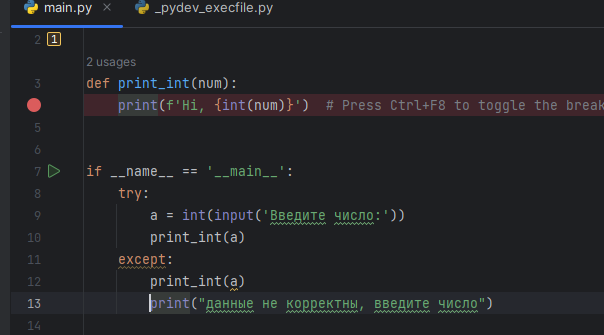 main.py × _pydev_execfile.py
2 1
2 usages
3 def print_int(num):
print(f'Hi, {int(num)}') # Press Ctrl+F8 to toggle the break
5
6
7 if __name__ == '__main__':
8 try:
9 a = int(input('Введите число:'))
10 print_int(a)
11 except:
12 print_int(a)
13 print("данные не корректны, введите число")
14